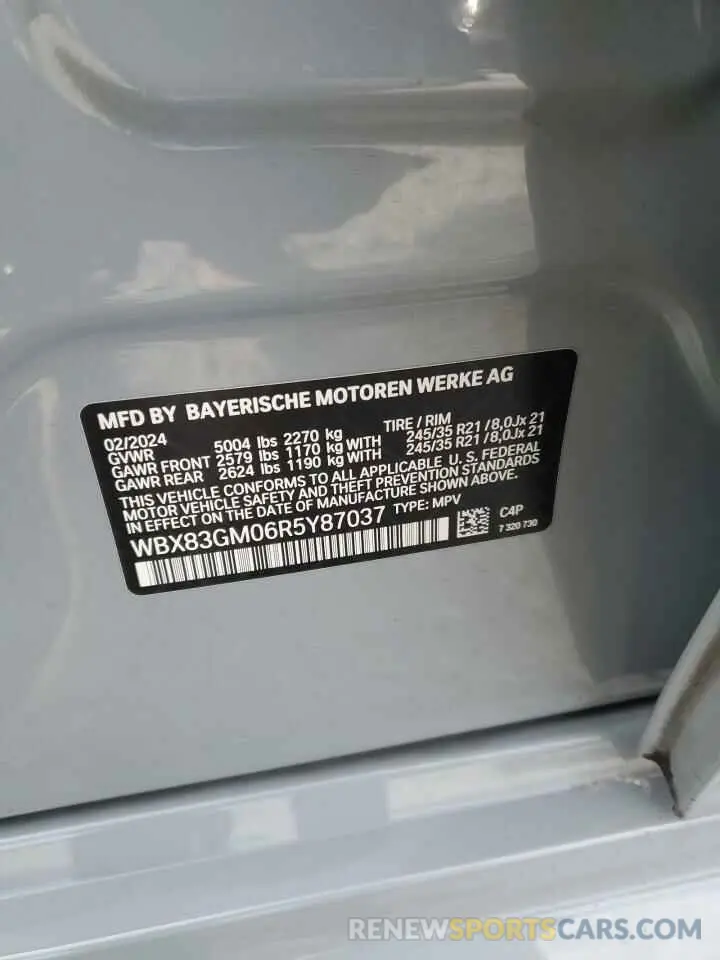 MFD BY BAYERISCHE MOTOREN WERKE AG
02/2024 TIRE / RIM
GVWR 5004 lbs 2270 kg
GAWR FRONT 2579 lbs 1170 kg WITH 245/35 R21 / 8,0Jx 21
GAWR REAR 2624 lbs 1190 kg WITH 245/35 R21 / 8,0Jx 21
THIS VEHICLE CONFORMS TO ALL APPLICABLE U. S. FEDERAL
MOTOR VEHICLE SAFETY AND THEFT PREVENTION STANDARDS
IN EFFECT ON THE DATE OF MANUFACTURE SHOWN ABOVE.
WBX83GM06R5Y87037 TYPE: MPV
C4P
7 320 730
RENEWSPORTSCARS.COM